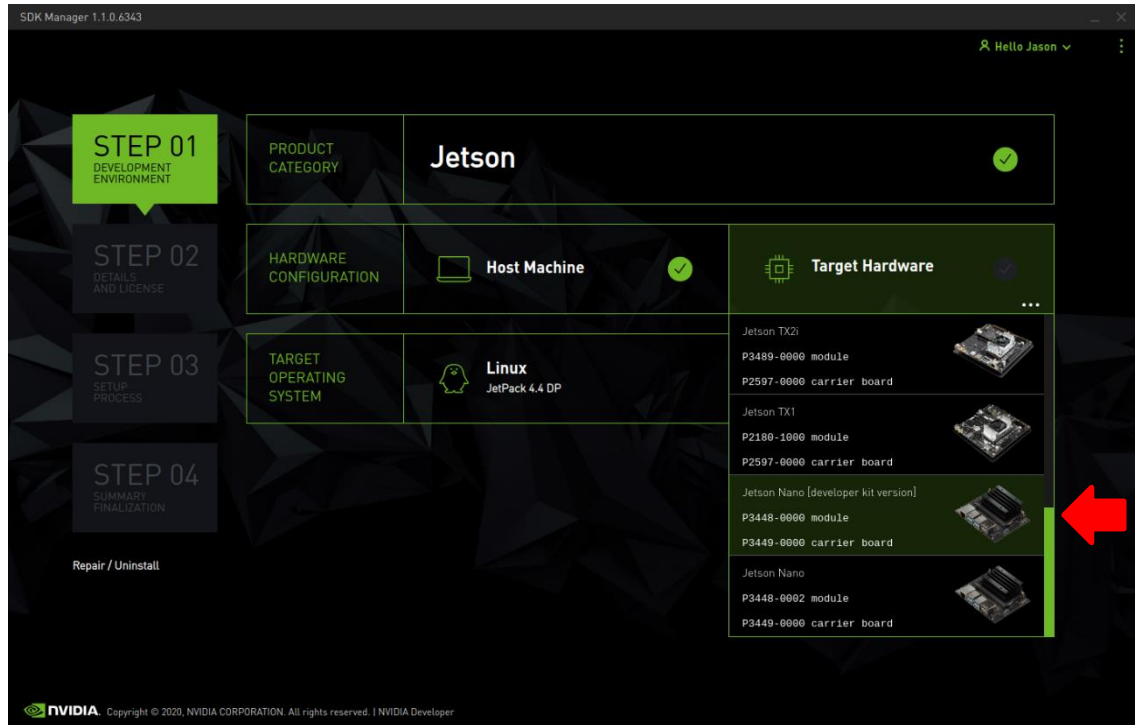 SDK Manager 1.1.0.6343
Hello Jason
STEP 01
DEVELOPMENT
ENVIRONMENT
PRODUCT
CATEGORY
Jetson
STEP 02
DETAILS
AND LICENSE
HARDWARE
CONFIGURATION
Host Machine
Target Hardware
...
STEP 03
SETUP
PROCESS
TARGET
OPERATING
SYSTEM
Linux
JetPack 4.4 DP
Jetson TX2i
P3489-0000 module
P2597-0000 carrier board
Jetson TX1
P2180-1000 module
P2597-0000 carrier board
Jetson Nano [developer kit version]
P3448-0000 module
P3449-0000 carrier board
Jetson Nano
P3448-0002 module
P3449-0000 carrier board
STEP 04
SUMMARY
FINALIZATION
Repair / Uninstall
NVIDIA. Copyright © 2020, NVIDIA CORPORATION. All rights reserved. | NVIDIA Developer